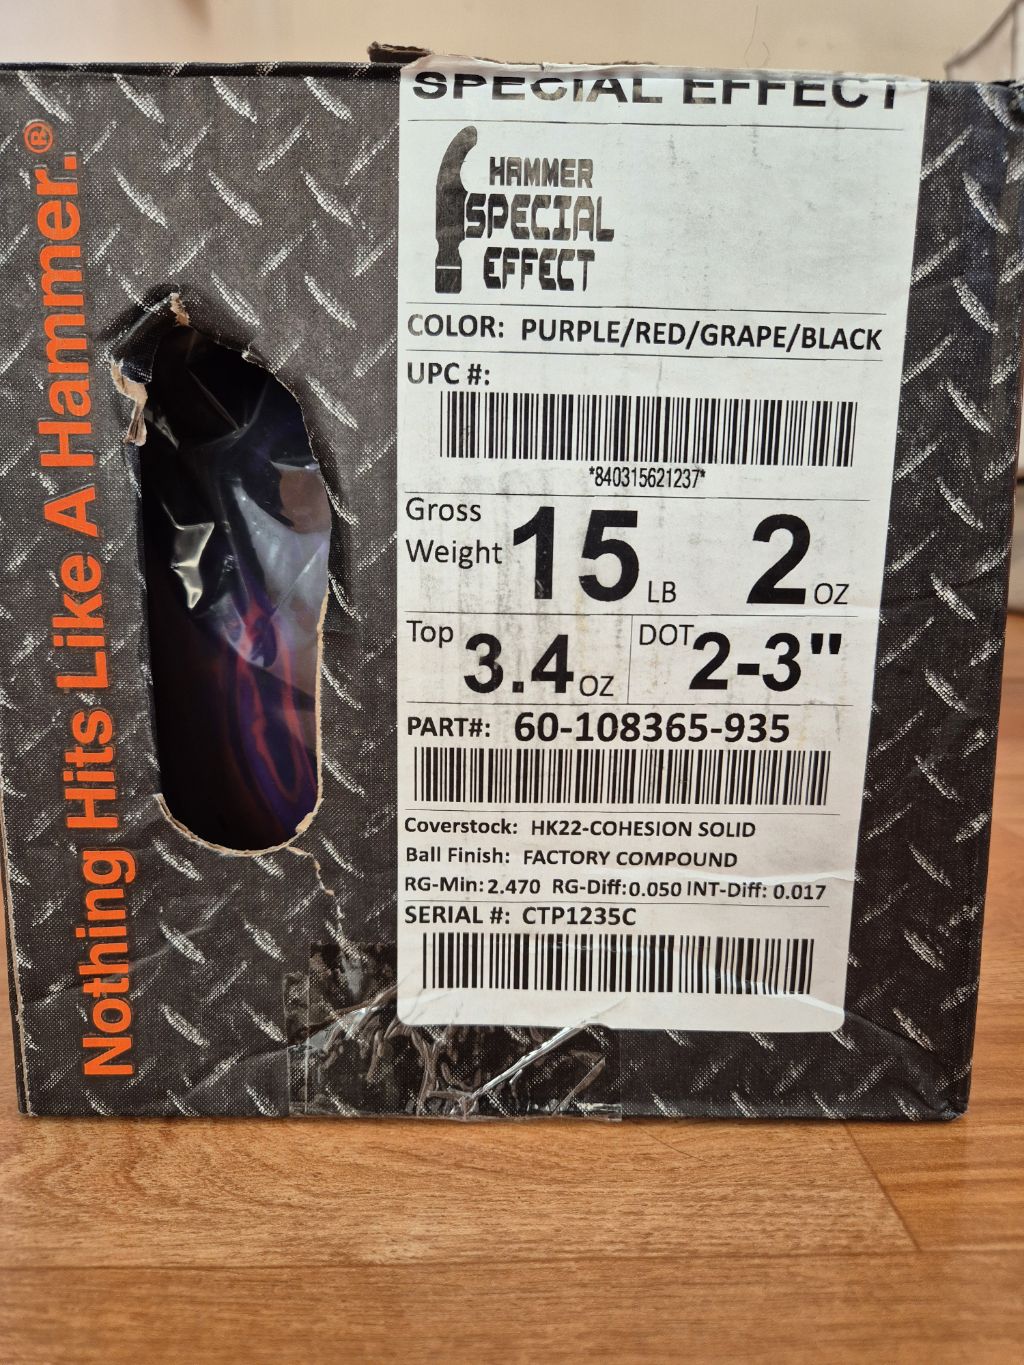 Nothing Hits Like A Hammer.®
SPECIAL EFFECT
HAMMER
SPECIAL
EFFECT
COLOR: PURPLE/RED/GRAPE/BLACK
UPC #:
*840315621237*
Gross Weight 15 LB 2 OZ
Top 3.4 OZ DOT 2-3"
PART#: 60-108365-935
Coverstock: HK22-COHESION SOLID
Ball Finish: FACTORY COMPOUND
RG-Min: 2.470 RG-Diff: 0.050 INT-Diff: 0.017
SERIAL #: CTP1235C